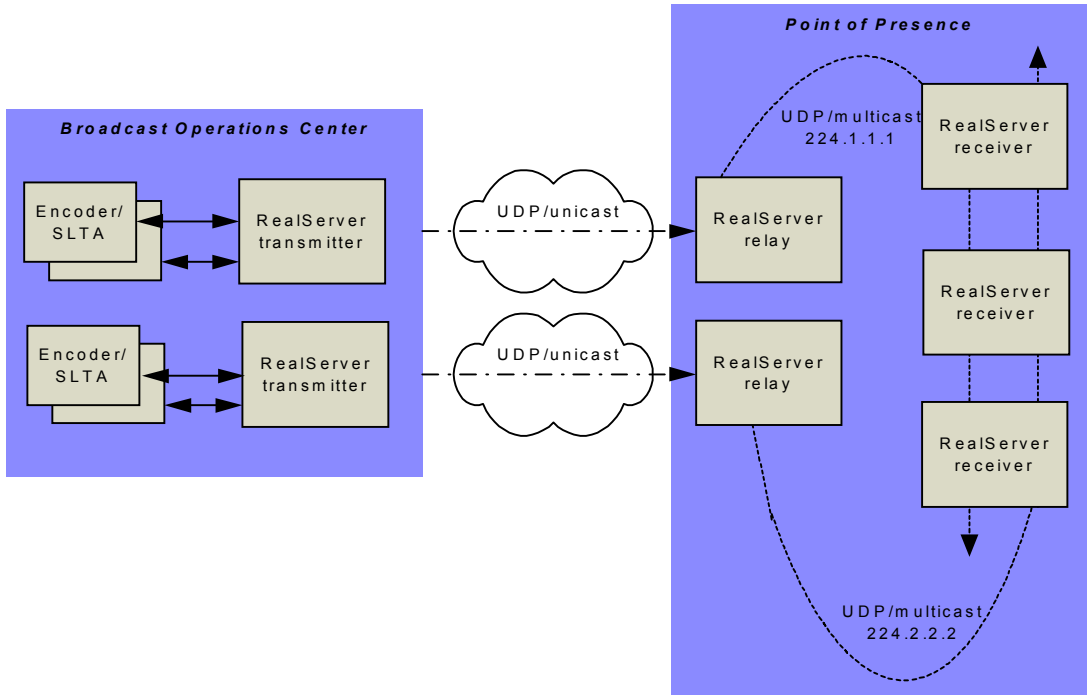 Broadcast Operations Center
Encoder/
SLTA
RealServer
transmitter
Encoder/
SLTA
RealServer
transmitter
UDP/unicast
UDP/unicast
Point of Presence
UDP/multicast
224.1.1.1
RealServer
receiver
RealServer
relay
RealServer
receiver
RealServer
relay
RealServer
receiver
UDP/multicast
224.2.2.2